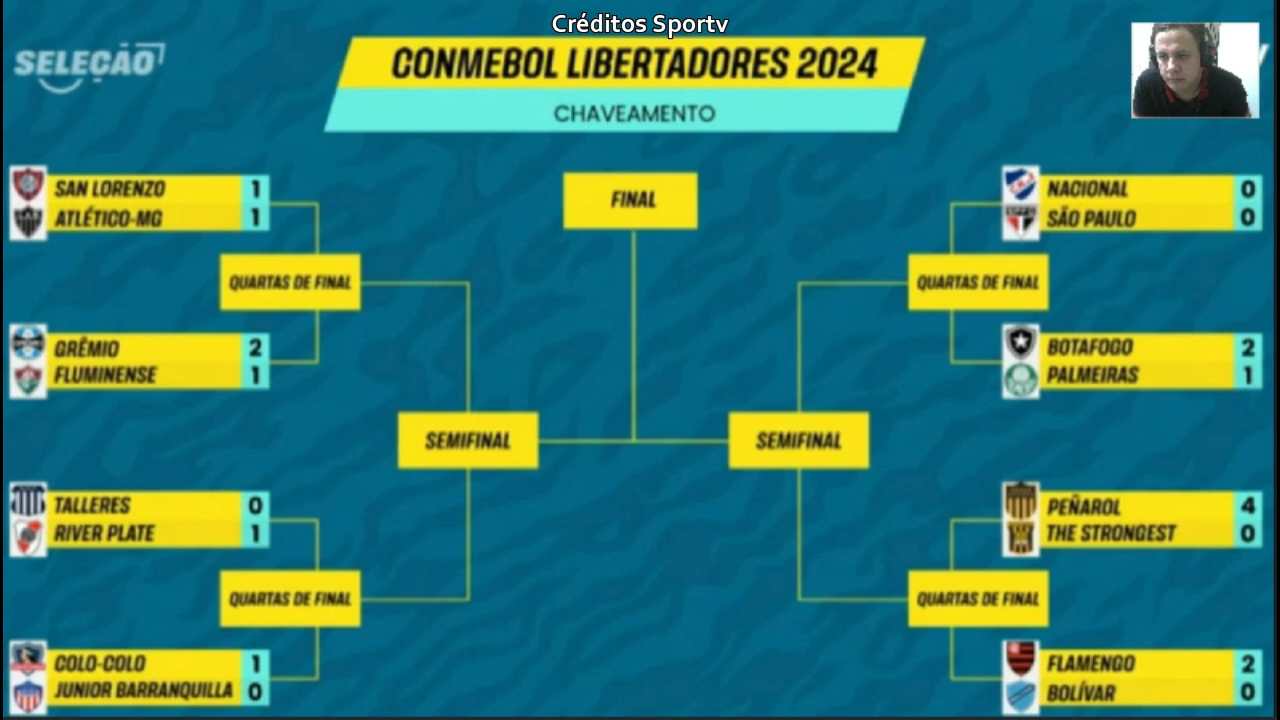 Créditos Sportv
SELEÇÃO
CONMEBOL LIBERTADORES 2024
CHAVEAMENTO
SAN LORENZO 1
ATLÉTICO-MG 1
QUARTAS DE FINAL
GRÊMIO 2
FLUMINENSE 1
SEMIFINAL
TALLERES 0
RIVER PLATE 1
QUARTAS DE FINAL
COLO-COLO 1
JUNIOR BARRANQUILLA 0
FINAL
NACIONAL 0
SÃO PAULO 0
QUARTAS DE FINAL
BOTAFOGO 2
PALMEIRAS 1
SEMIFINAL
PEÑAROL 4
THE STRONGEST 0
QUARTAS DE FINAL
FLAMENGO 2
BOLÍVAR 0